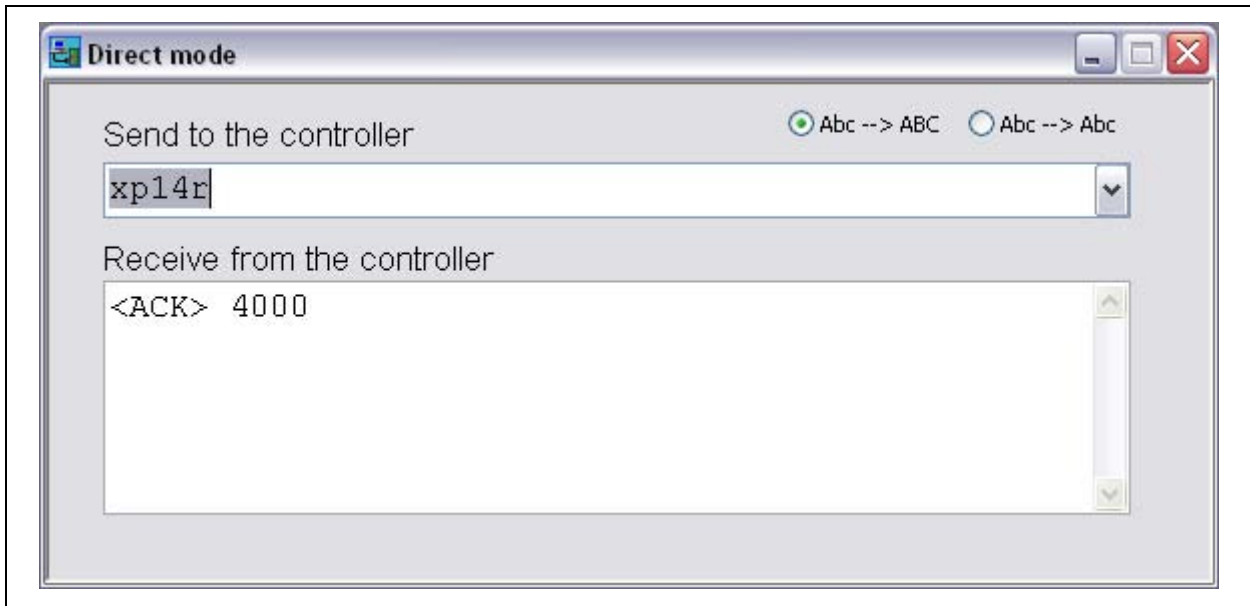 Direct mode
Send to the controller
Abc --> ABC
Abc --> Abc
xp14r
Receive from the controller
<ACK> 4000